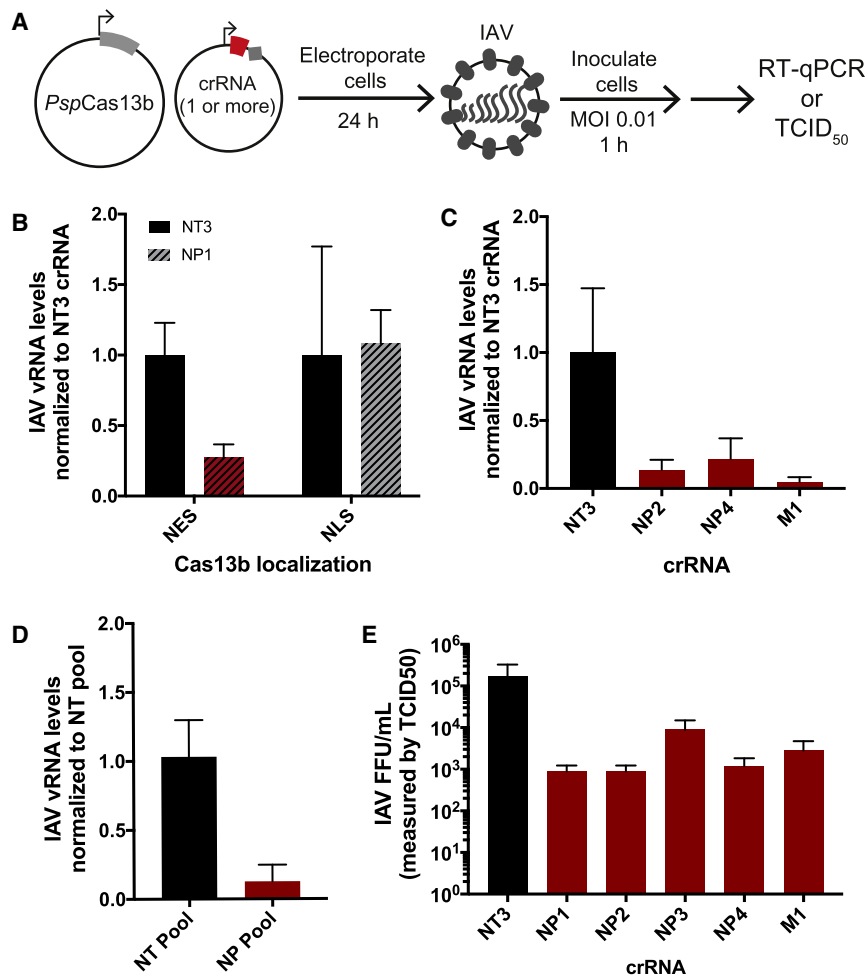 A
PspCas13b
crRNA
(1 or more)
Electroporate
cells
24 h
IAV
Inoculate
cells
MOI 0.01
1 h
RT-qPCR
or
TCID50
B
IAV vRNA levels
normalized to NT3 crRNA
2.0
1.5
1.0
0.5
0.0
NT3
NP1
NES
NLS
Cas13b localization
C
IAV vRNA levels
normalized to NT3 crRNA
2.0
1.5
1.0
0.5
0.0
NT3
NP2
NP4
M1
crRNA
D
IAV vRNA levels
normalized to NT pool
2.0
1.5
1.0
0.5
0.0
NT Pool
NP Pool
E
IAV FFU/mL
(measured by TCID50)
10^6
10^5
10^4
10^3
10^2
10^1
10^0
NT3
NP1
NP2
NP3
NP4
M1
crRNA